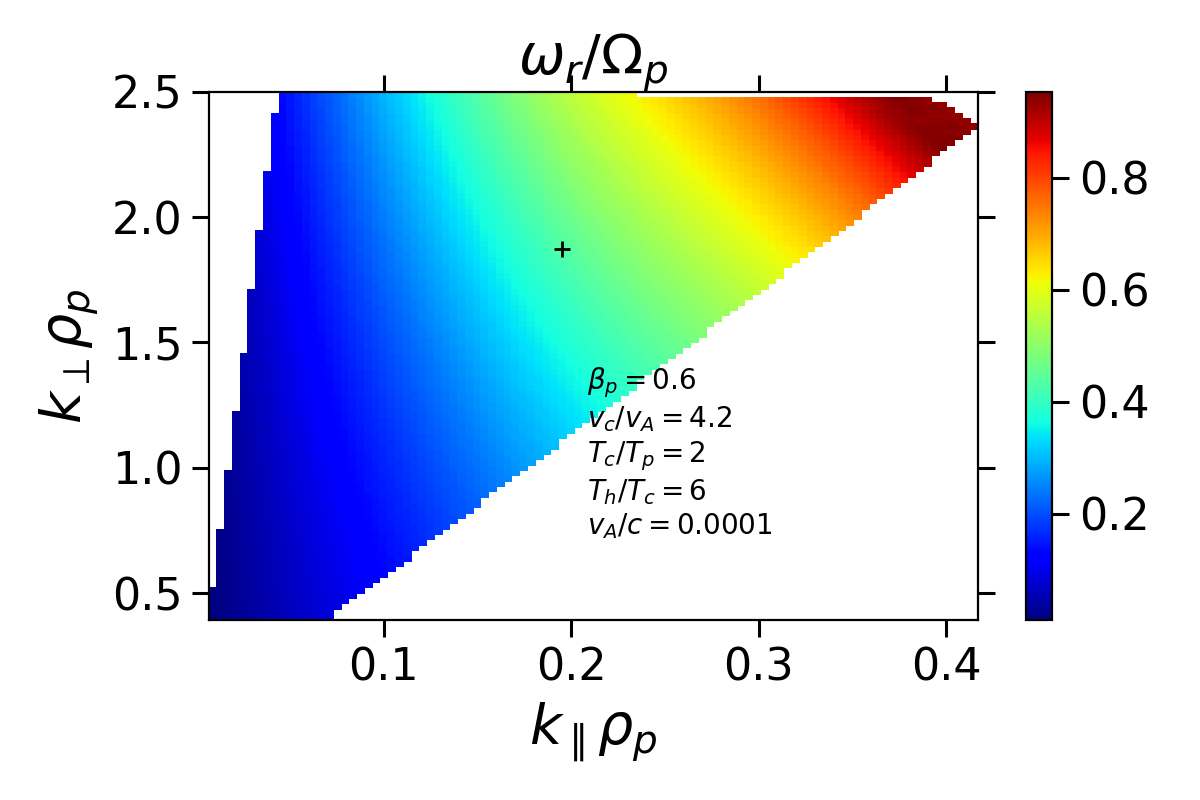 ω_r/Ω_p
2.5
2.0
1.5
1.0
0.5
k_⊥ρ_p
β_p = 0.6
v_c/v_A = 4.2
T_c/T_p = 2
T_h/T_c = 6
v_A/c = 0.0001
0.1 0.2 0.3 0.4
k_∥ρ_p
0.8
0.6
0.4
0.2